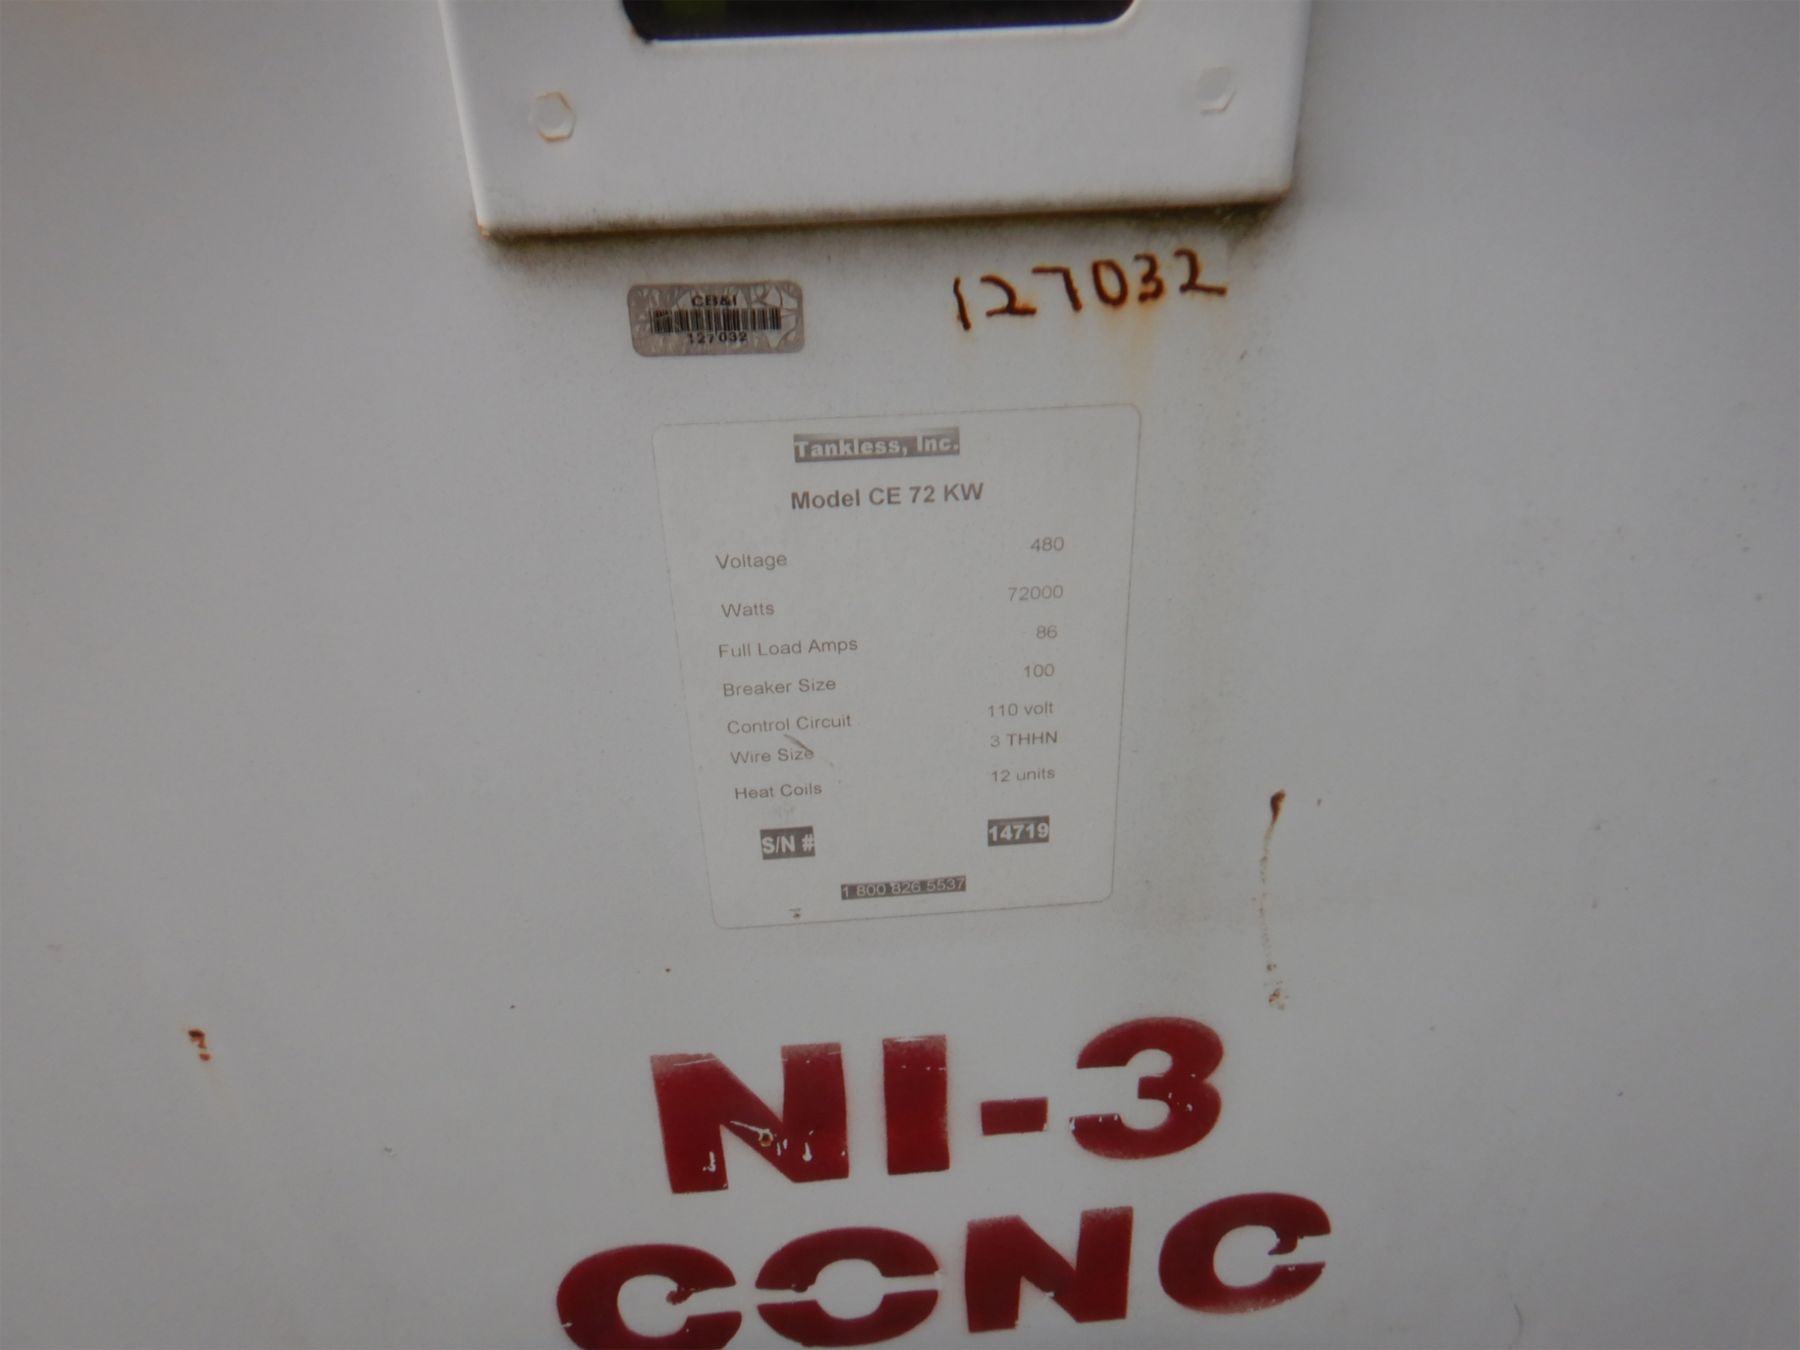 CB&I
127032
127032
Tankless, Inc.
Model CE 72 KW
Voltage 480
Watts 72000
Full Load Amps 86
Breaker Size 100
Control Circuit 110 volt
Wire Size 3 THHN
Heat Coils 12 units
S/N # 14719
1 800 826 5537
NI-3
CONC